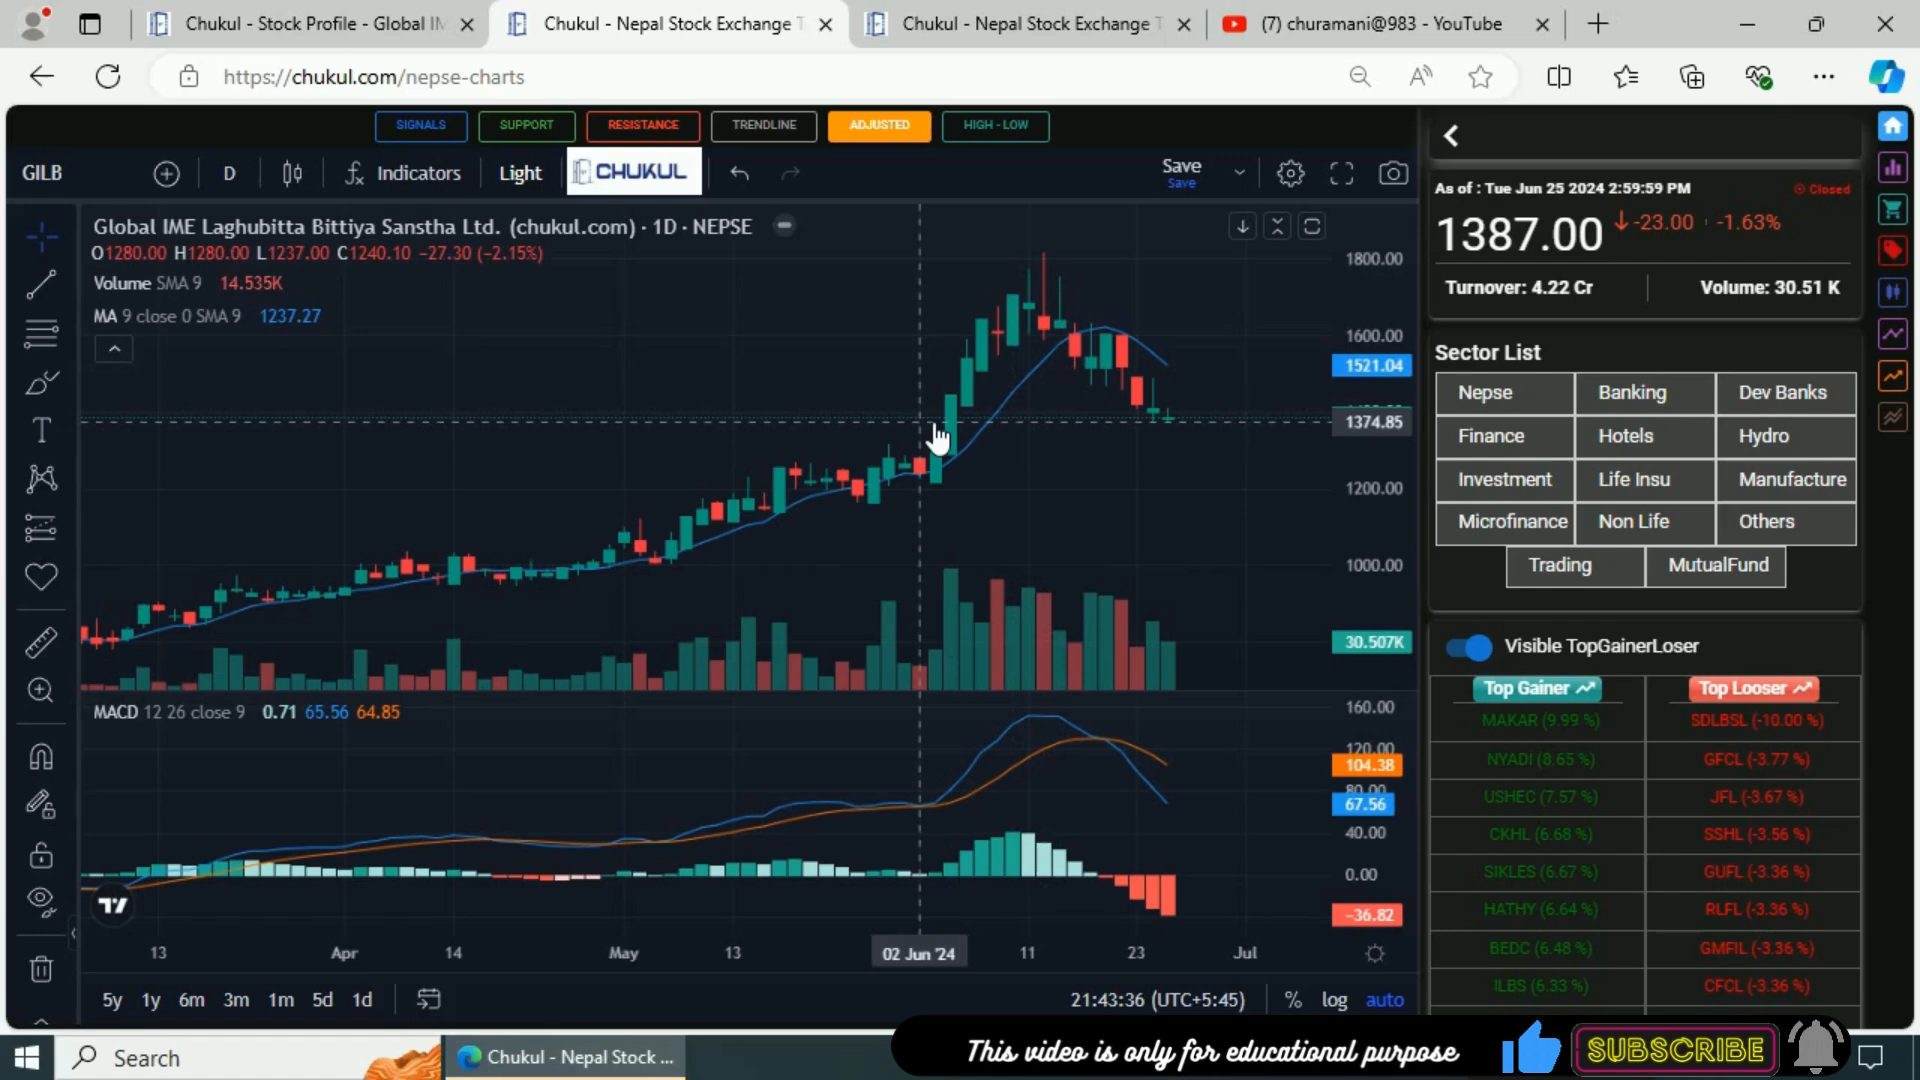 Chukul - Stock Profile - Global IM
Chukul - Nepal Stock Exchange T
Chukul - Nepal Stock Exchange T
(7) churamani@983 - YouTube
https://chukul.com/nepse-charts
SIGNALS
SUPPORT
RESISTANCE
TRENDLINE
ADJUSTED
HIGH - LOW
GILB
D
Indicators
Light
CHUKUL
Save
Save
Global IME Laghubitta Bittiya Sanstha Ltd. (chukul.com) · 1D · NEPSE
O1280.00 H1280.00 L1237.00 C1240.10 -27.30 (-2.15%)
Volume SMA 9 14.535K
MA 9 close 0 SMA 9 1237.27
1800.00
1600.00
1521.04
1374.85
1200.00
1000.00
30.507K
MACD 12 26 close 9 0.71 65.56 64.85
160.00
120.00
104.38
80.00
67.56
40.00
0.00
-36.82
13
Apr
14
May
13
02 Jun '24
11
23
Jul
5y 1y 6m 3m 1m 5d 1d
21:43:36 (UTC+5:45)
% log auto
As of : Tue Jun 25 2024 2:59:59 PM
Closed
1387.00 -23.00 -1.63%
Turnover: 4.22 Cr
Volume: 30.51 K
Sector List
Nepse Banking Dev Banks
Finance Hotels Hydro
Investment Life Insu Manufacture
Microfinance Non Life Others
Trading MutualFund
Visible TopGainerLoser
Top Gainer Top Looser
MAKAR (9.99 %) SDLBSL (-10.00 %)
NYADI (8.65 %) GFCL (-3.77 %)
USHEC (7.57 %) JFL (-3.67 %)
CKHL (6.68 %) SSHL (-3.56 %)
SIKLES (6.67 %) GUFL (-3.36 %)
HATHY (6.64 %) RLFL (-3.36 %)
BEDC (6.48 %) GMFIL (-3.36 %)
ILBS (6.33 %) CFCL (-3.36 %)
Search
Chukul - Nepal Stock ...
This video is only for educational purpose
SUBSCRIBE